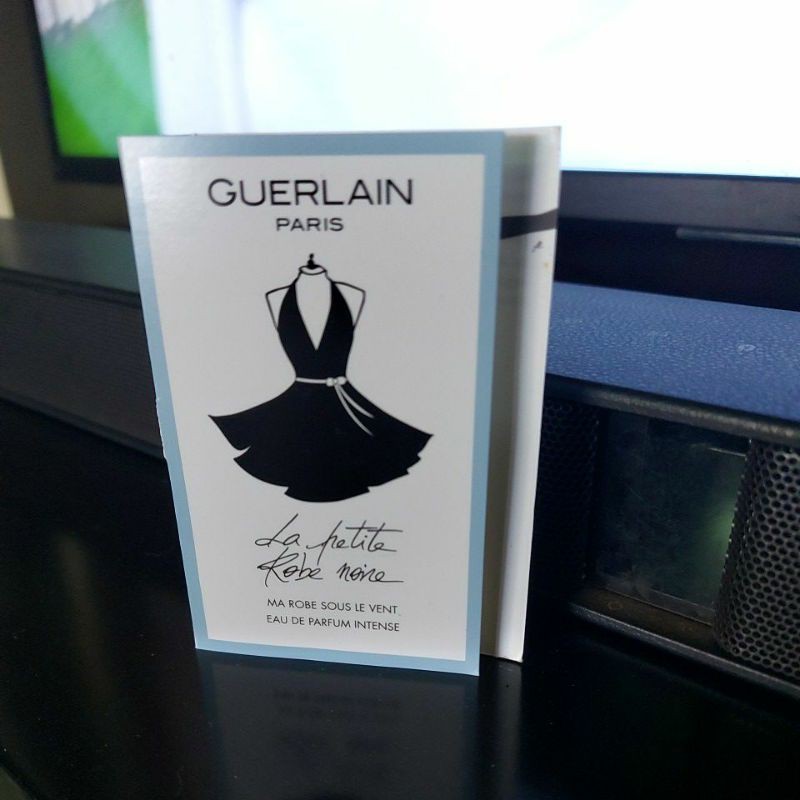 GUERLAIN
PARIS
La petite
Robe noire
MA ROBE SOUS LE VENT
EAU DE PARFUM INTENSE